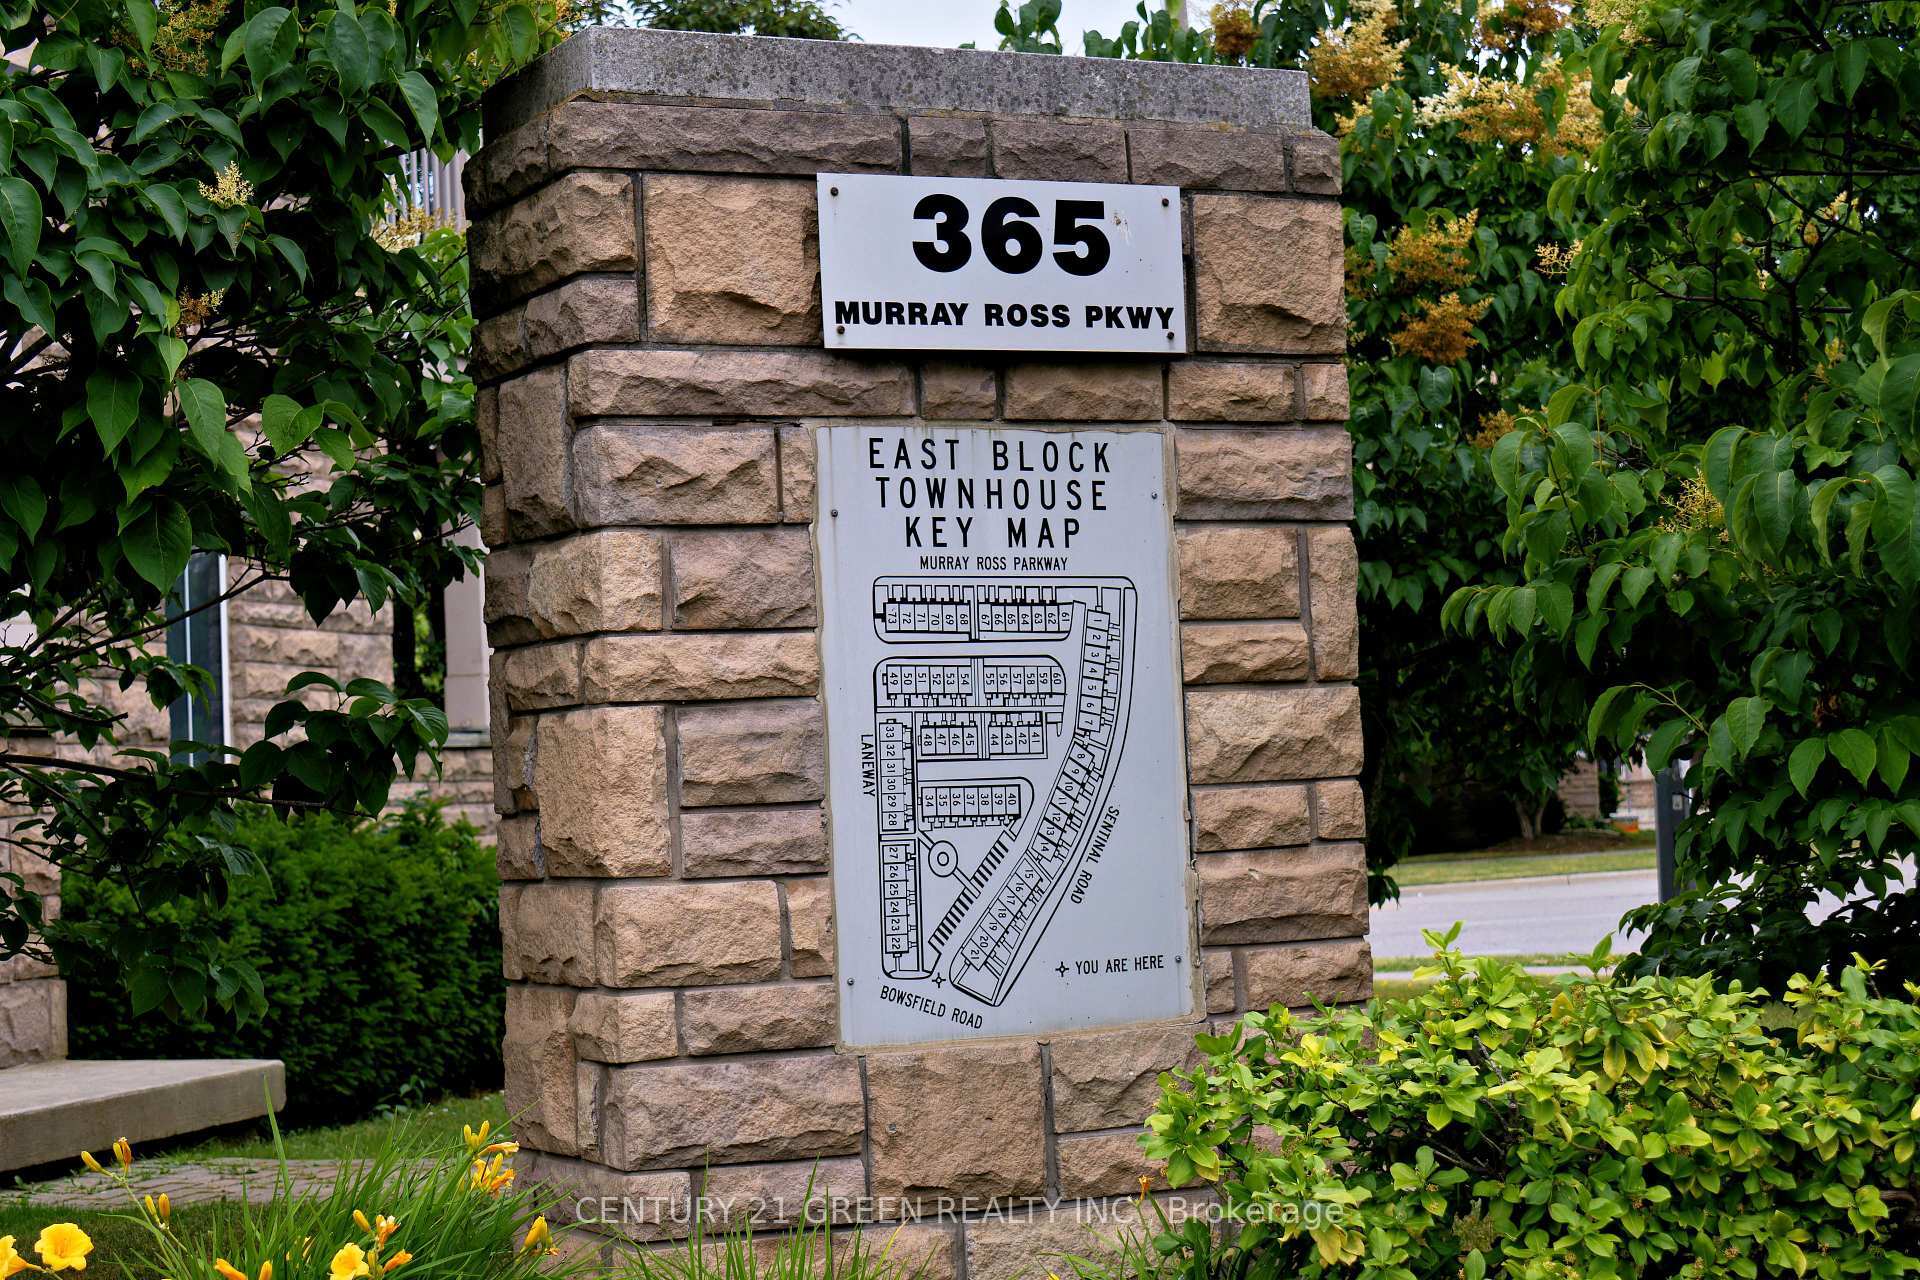 365
MURRAY ROSS PKWY
EAST BLOCK
TOWNHOUSE
KEY MAP
MURRAY ROSS PARKWAY
73 72 71 70 69 68 67 66 65 64 63 62 61
1
2
3
4
5
6
7
8
9
10
11
12
13
14
15
16
17
18
19
20
21
49 50 51 52 53 54 55 56 57 58 59 60
48 47 46 45 44 43 42 41
33
32
31
30
29
28
34 35 36 37 38 39 40
27
26
25
24
23
22
LANEWAY
SENTINAL ROAD
YOU ARE HERE
BOWSFIELD ROAD
CENTURY 21 GREEN REALTY INC., Brokerage